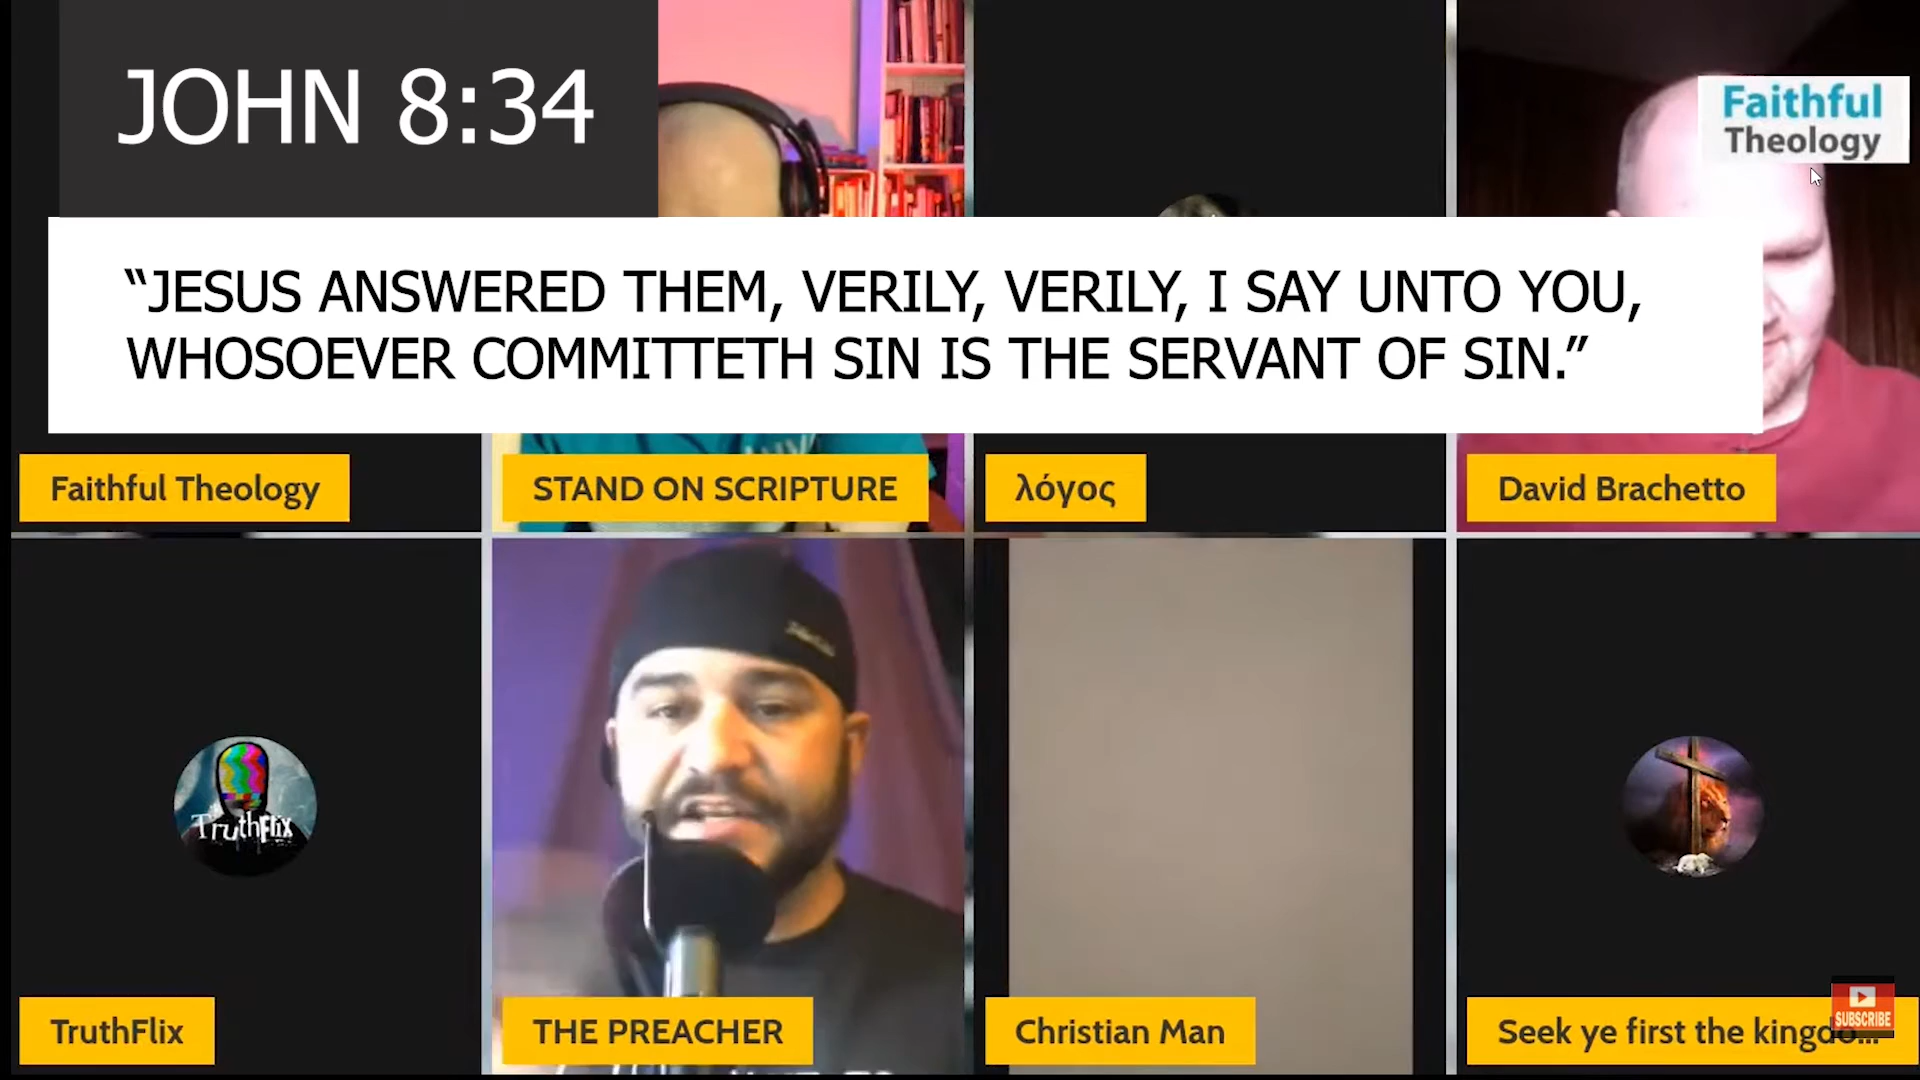 JOHN 8:34
Faithful
Theology
“JESUS ANSWERED THEM, VERILY, VERILY, I SAY UNTO YOU,
WHOSOEVER COMMITTETH SIN IS THE SERVANT OF SIN.”
Faithful Theology
STAND ON SCRIPTURE
λόγος
David Brachetto
TruthFlix
TruthFlix
THE PREACHER
Christian Man
Seek ye first the kingdo...
SUBSCRIBE